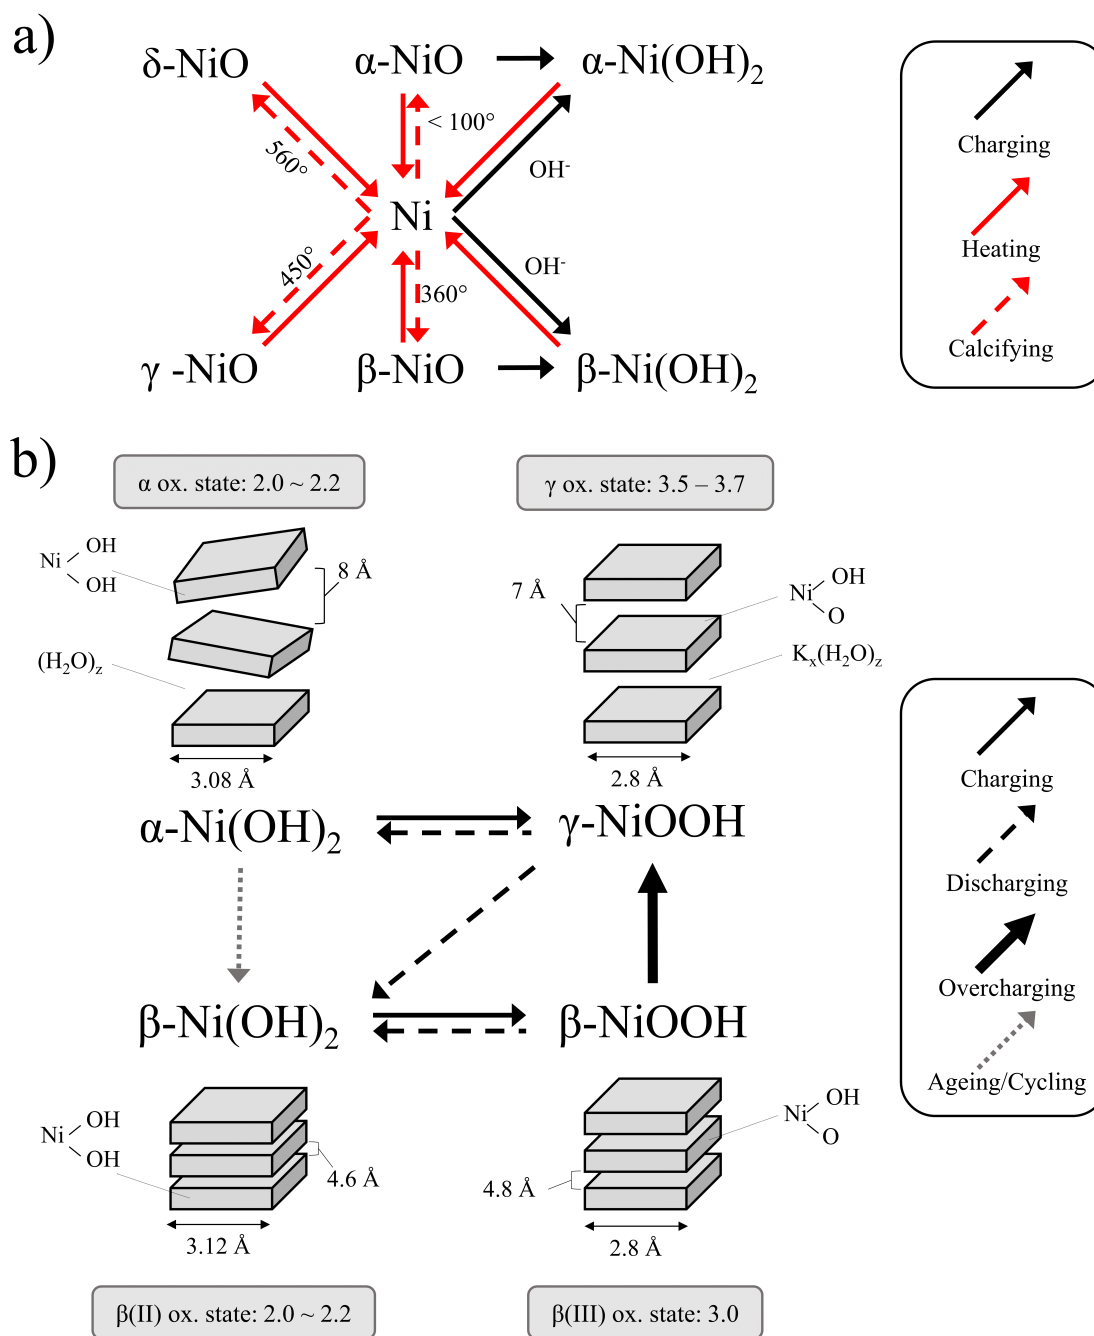 a)
δ-NiO
α-NiO
α-Ni(OH)₂
560°
< 100°
OH⁻
Ni
450°
360°
OH⁻
γ -NiO
β-NiO
β-Ni(OH)₂
Charging
Heating
Calcifying
b)
α ox. state: 2.0 ~ 2.2
γ ox. state: 3.5 – 3.7
Ni
OH
OH
8 Å
(H₂O)z
3.08 Å
7 Å
Ni
OH
O
Kₓ(H₂O)z
2.8 Å
α-Ni(OH)₂
γ-NiOOH
β-Ni(OH)₂
β-NiOOH
Ni
OH
OH
4.6 Å
3.12 Å
4.8 Å
Ni
OH
O
2.8 Å
β(II) ox. state: 2.0 ~ 2.2
β(III) ox. state: 3.0
Charging
Discharging
Overcharging
Ageing/Cycling